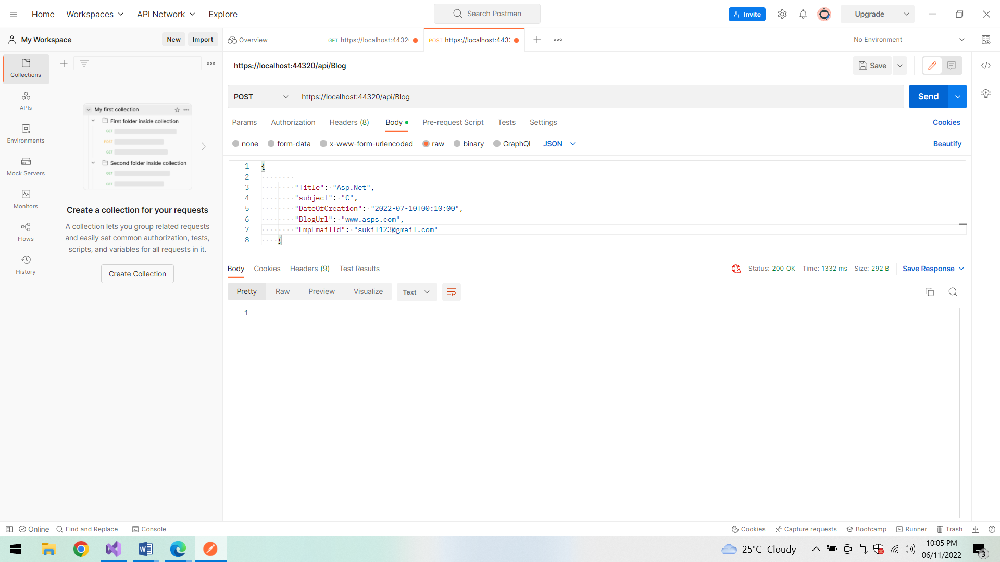 Home Workspaces API Network Explore Search Postman Invite Upgrade
My Workspace New Import Overview GET https://localhost:4432 POST https://localhost:443 No Environment
Collections
APIs
Environments
Mock Servers
Monitors
Flows
History
My first collection
First folder inside collection
GET
POST
GET
Second folder inside collection
GET
GET
Create a collection for your requests
A collection lets you group related requests
and easily set common authorization, tests,
scripts, and variables for all requests in it.
Create Collection
https://localhost:44320/api/Blog Save
POST https://localhost:44320/api/Blog Send
Params Authorization Headers (8) Body Pre-request Script Tests Settings Cookies
none form-data x-www-form-urlencoded raw binary GraphQL JSON Beautify
1 {
2
3 "Title": "Asp.Net",
4 "subject": "C",
5 "DateOfCreation": "2022-07-10T00:10:00",
6 "BlogUrl": "www.asps.com",
7 "EmpEmailId": "sukil123@gmail.com"
8 }
Body Cookies Headers (9) Test Results Status: 200 OK Time: 1332 ms Size: 292 B Save Response
Pretty Raw Preview Visualize Text
1
Online Find and Replace Console Cookies Capture requests Bootcamp Runner Trash
25°C Cloudy 10:05 PM
06/11/2022
3